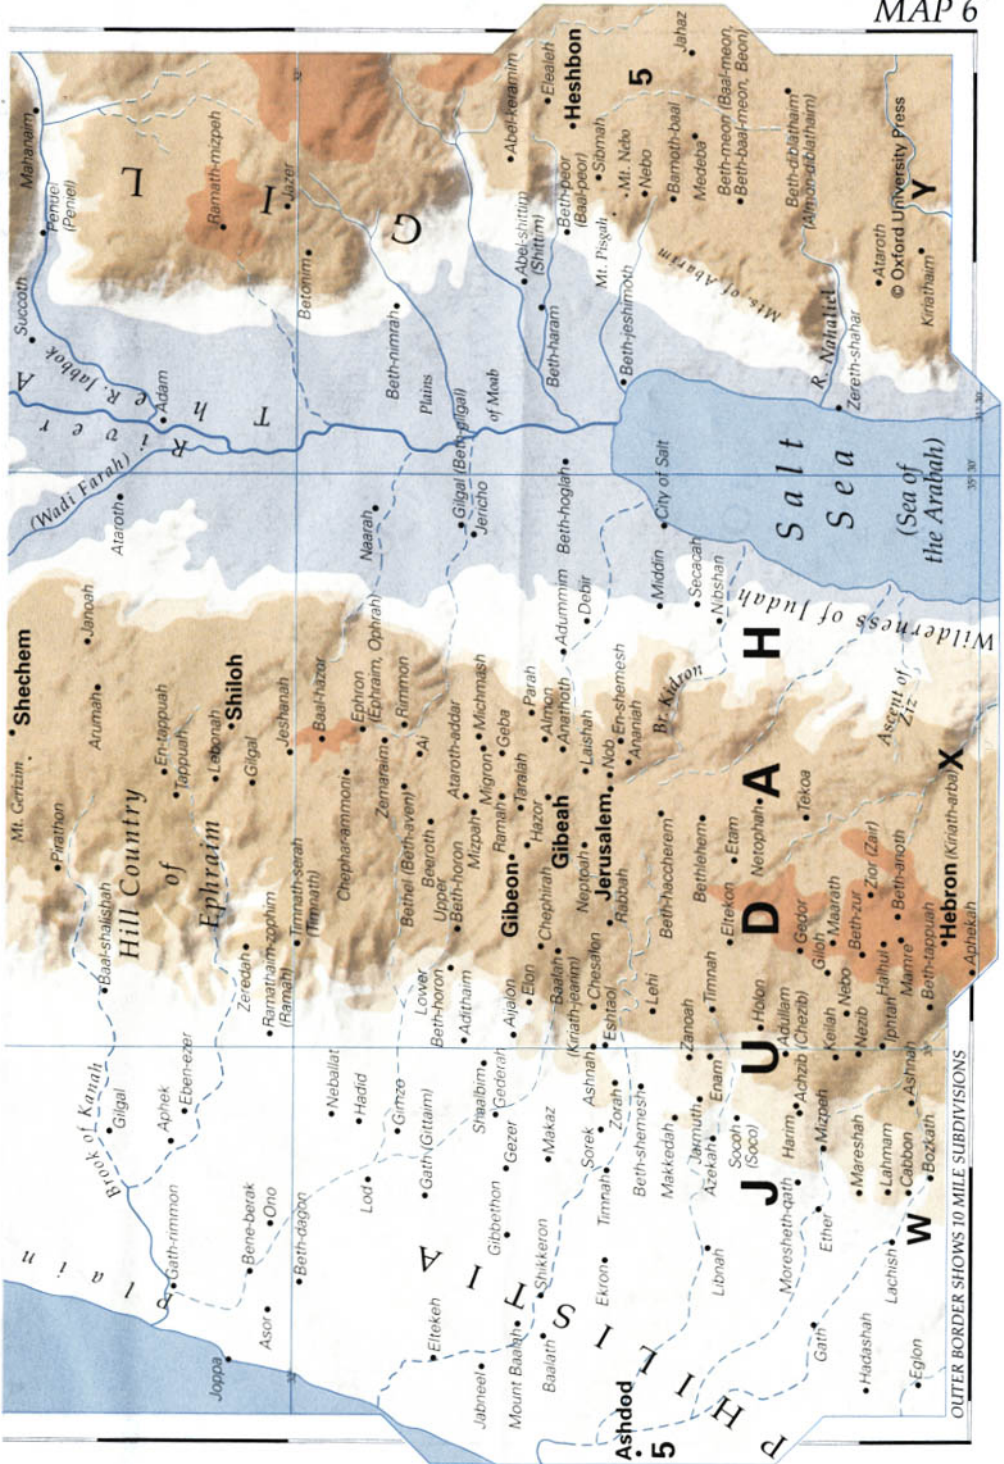 MAP 6
Mahanaim
Penuel
(Peniel)
Succoth
Jabbok
R.
Adam
(Wadi Farah)
Ataroth
Janoah
Shechem
Mt. Gerizim
Arumah
Pirathon
L
I
G
Ramath-mizpeh
Jazer
Betonim
32
A
e
h
T
River
En-tappuah
Tappuah
Lebonah
Shiloh
Gilgal
Jeshanah
Baal-hazor
Hill Country
of
Ephraim
Baal-shalishah
Brook of Kanah
Gilgal
Aphek
Eben-ezer
Zeredah
Ramathaim-zophim
(Ramah)
Timnath-serah
(Timnath)
Plain
Gath-rimmon
Bene-berak
Ono
Beth-dagon
Asor
Joppa
32
Abel-keramim
Elealeh
Heshbon
5
Jahaz
Abel-shittim
(Shittim)
Beth-peor
(Baal-peor)
Sibmah
Mt. Nebo
Nebo
Mt. Pisgah
Bamoth-baal
Medeba
Beth-meon (Baal-meon,
Beth-baal-meon, Beon)
Beth-diblathaim
(Almon-diblathaim)
Beth-nimrah
Plains
of Moab
Beth-haram
Beth-jeshimoth
Mts. of Abarim
R. Nahaliel
Zereth-shahar
Ataroth
© Oxford University Press
Kiriathaim
Y
Naarah
Gilgal (Beth-gilgal)
Jericho
Beth-hoglah
City of Salt
Salt
Sea
(Sea of
the Arabah)
35°30'
31°30'
Middin
Secacah
Nibshan
Wilderness of Judah
Adummim
Debir
Ephron
(Ephraim, Ophrah)
Rimmon
Zemaraim
Ai
Chephar-ammoni
Bethel (Beth-aven)
Beeroth
Ataroth-addar
Michmash
Migron
Geba
Mizpah
Ramah
Taralah
Hazor
Parah
Almon
Anathoth
Gibeah
Laishah
Nob
En-shemesh
Ananiah
Upper
Beth-horon
Gibeon
Chephirah
Jerusalem
Nephtoah
Rabbah
Br. Kidron
Beth-haccherem
Bethlehem
Etam
Netophah
Eltekon
Tekoa
Ascent of
Ziz
Lower
Beth-horon
Adithaim
Aijalon
Elon
Baalah
(Kiriath-jearim)
Chesalon
Eshtaol
Ashnah
Lehi
Zanoah
Timnah
Holon
Adullam
Achzib (Chezib)
Gedor
Giloh
Maarath
Beth-zur
Zior (Zair)
Beth-anoth
Halhul
Mamre
Beth-tappuah
Hebron (Kiriath-arba)
Aphekah
X
Nebo
Keilah
Nezib
Iphtah
Ashnah
35°
JUDAH
Neballat
Hadid
Gimzo
Lod
Gath (Gittaim)
Shaalbim
Gederah
Gezer
Makaz
Gibbethon
Sorek
Zorah
Beth-shemesh
Timnah
Makkedah
Jarmuth
Enam
Azekah
Socoh
(Soco)
Harim
Mizpeh
Moresheth-gath
Ether
Mareshah
Lahmam
Cabbon
Bozkath
W
Lachish
Libnah
Ekron
Shikkeron
Eltekeh
Jabneel
Mount Baalah
Baalath
PHILISTIA
Ashdod
5
Gath
Hadashah
Eglon
OUTER BORDER SHOWS 10 MILE SUBDIVISIONS